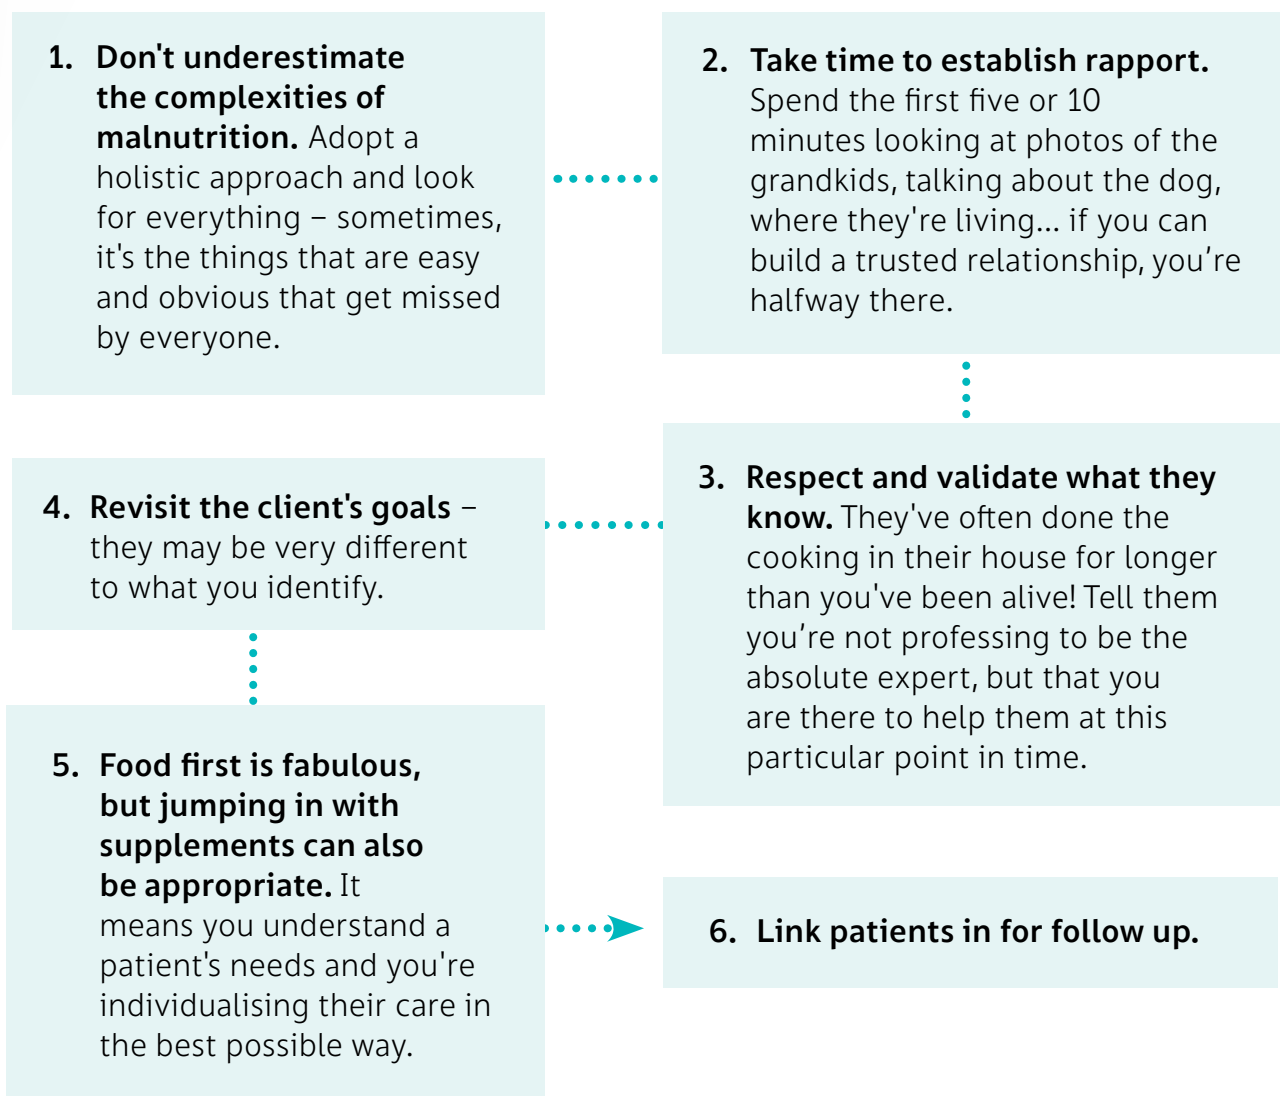 1. Don't underestimate
the complexities of
malnutrition. Adopt a
holistic approach and look
for everything – sometimes,
it's the things that are easy
and obvious that get missed
by everyone.
2. Take time to establish rapport.
Spend the first five or 10
minutes looking at photos of the
grandkids, talking about the dog,
where they're living... if you can
build a trusted relationship, you’re
halfway there.
3. Respect and validate what they
know. They've often done the
cooking in their house for longer
than you've been alive! Tell them
you’re not professing to be the
absolute expert, but that you
are there to help them at this
particular point in time.
4. Revisit the client's goals –
they may be very different
to what you identify.
5. Food first is fabulous,
but jumping in with
supplements can also
be appropriate. It
means you understand a
patient's needs and you're
individualising their care in
the best possible way.
6. Link patients in for follow up.